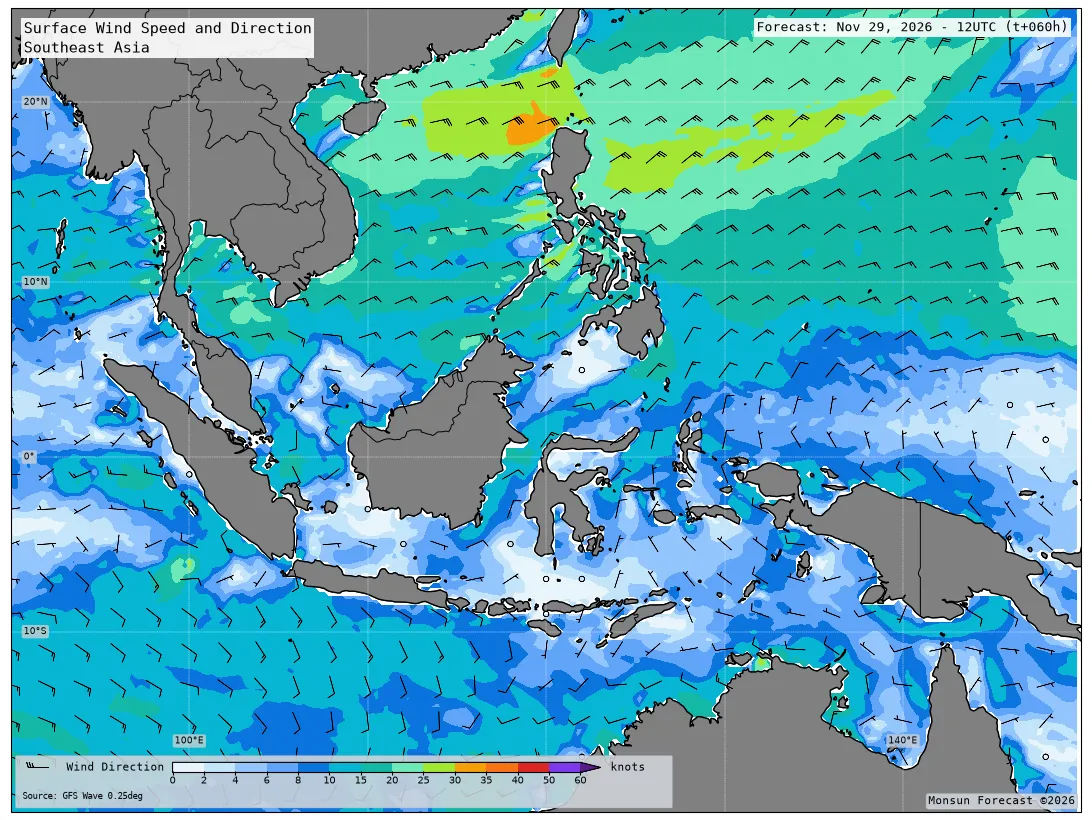 Surface Wind Speed and Direction
Southeast Asia
Forecast: Nov 29, 2026 - 12UTC (t+060h)
20°N
10°N
0°
10°S
100°E
140°E
Wind Direction
knots
0 2 4 6 8 10 15 20 25 30 35 40 50 60
Source: GFS Wave 0.25deg
Monsun Forecast ©2026